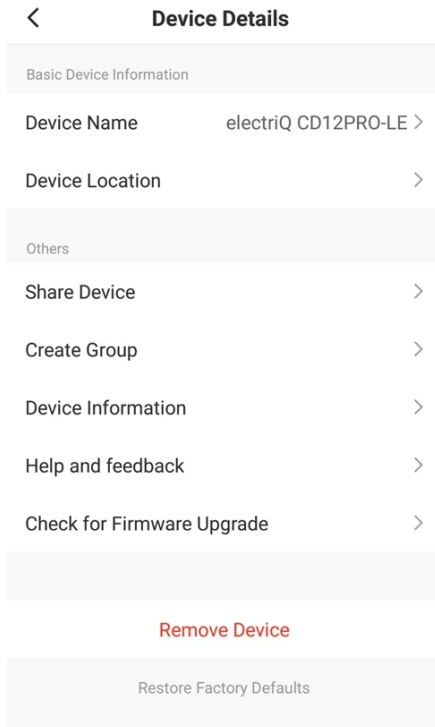 Device Details
Basic Device Information
Device Name electriQ CD12PRO-LE
Device Location
Others
Share Device
Create Group
Device Information
Help and feedback
Check for Firmware Upgrade
Remove Device
Restore Factory Defaults